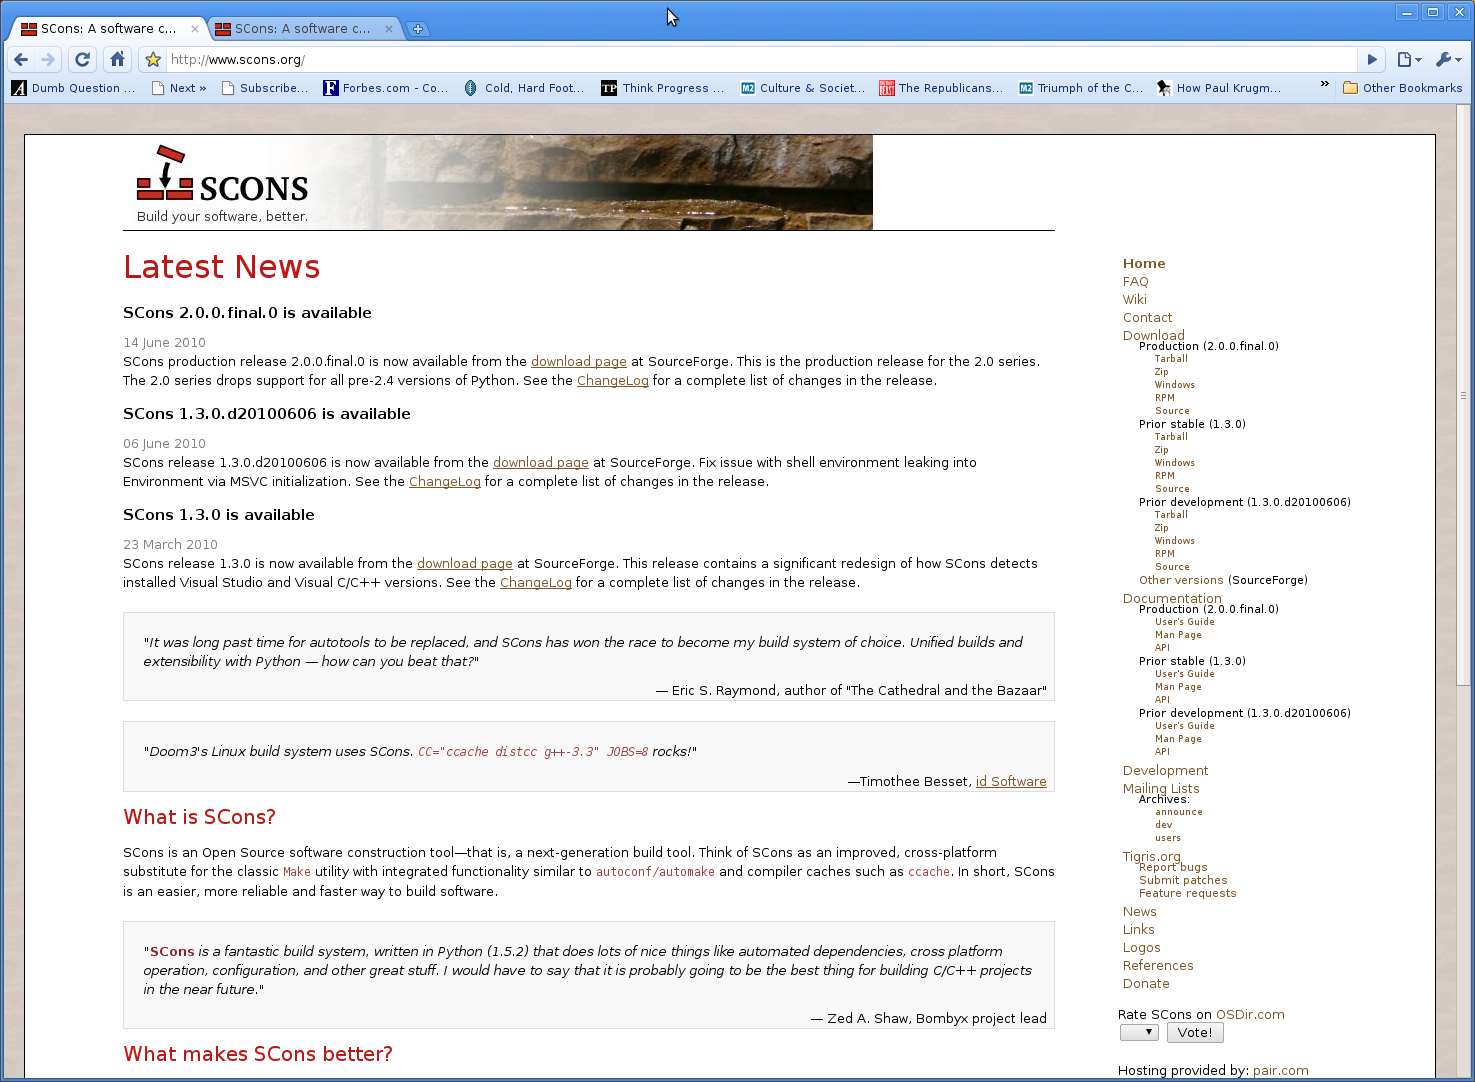 SCons: A software c...
SCons: A software c...
http://www.scons.org/
Dumb Question ...
Next »
Subscribe...
Forbes.com - Co...
Cold, Hard Foot...
Think Progress ...
Culture & Societ...
The Republicans...
Triumph of the C...
How Paul Krugm...
»
Other Bookmarks
SCONS
Build your software, better.
Latest News
SCons 2.0.0.final.0 is available
14 June 2010
SCons production release 2.0.0.final.0 is now available from the download page at SourceForge. This is the production release for the 2.0 series.
The 2.0 series drops support for all pre-2.4 versions of Python. See the ChangeLog for a complete list of changes in the release.
SCons 1.3.0.d20100606 is available
06 June 2010
SCons release 1.3.0.d20100606 is now available from the download page at SourceForge. Fix issue with shell environment leaking into
Environment via MSVC initialization. See the ChangeLog for a complete list of changes in the release.
SCons 1.3.0 is available
23 March 2010
SCons release 1.3.0 is now available from the download page at SourceForge. This release contains a significant redesign of how SCons detects
installed Visual Studio and Visual C/C++ versions. See the ChangeLog for a complete list of changes in the release.
"It was long past time for autotools to be replaced, and SCons has won the race to become my build system of choice. Unified builds and
extensibility with Python — how can you beat that?"
— Eric S. Raymond, author of "The Cathedral and the Bazaar"
"Doom3's Linux build system uses SCons. CC="ccache distcc g++-3.3" JOBS=8 rocks!"
—Timothee Besset, id Software
What is SCons?
SCons is an Open Source software construction tool—that is, a next-generation build tool. Think of SCons as an improved, cross-platform
substitute for the classic Make utility with integrated functionality similar to autoconf/automake and compiler caches such as ccache. In short, SCons
is an easier, more reliable and faster way to build software.
"SCons is a fantastic build system, written in Python (1.5.2) that does lots of nice things like automated dependencies, cross platform
operation, configuration, and other great stuff. I would have to say that it is probably going to be the best thing for building C/C++ projects
in the near future."
— Zed A. Shaw, Bombyx project lead
What makes SCons better?
Home
FAQ
Wiki
Contact
Download
Production (2.0.0.final.0)
Tarball
Zip
Windows
RPM
Source
Prior stable (1.3.0)
Tarball
Zip
Windows
RPM
Source
Prior development (1.3.0.d20100606)
Tarball
Zip
Windows
RPM
Source
Other versions (SourceForge)
Documentation
Production (2.0.0.final.0)
User's Guide
Man Page
API
Prior stable (1.3.0)
User's Guide
Man Page
API
Prior development (1.3.0.d20100606)
User's Guide
Man Page
API
Development
Mailing Lists
Archives:
announce
dev
users
Tigris.org
Report bugs
Submit patches
Feature requests
News
Links
Logos
References
Donate
Rate SCons on OSDir.com
Vote!
Hosting provided by: pair.com